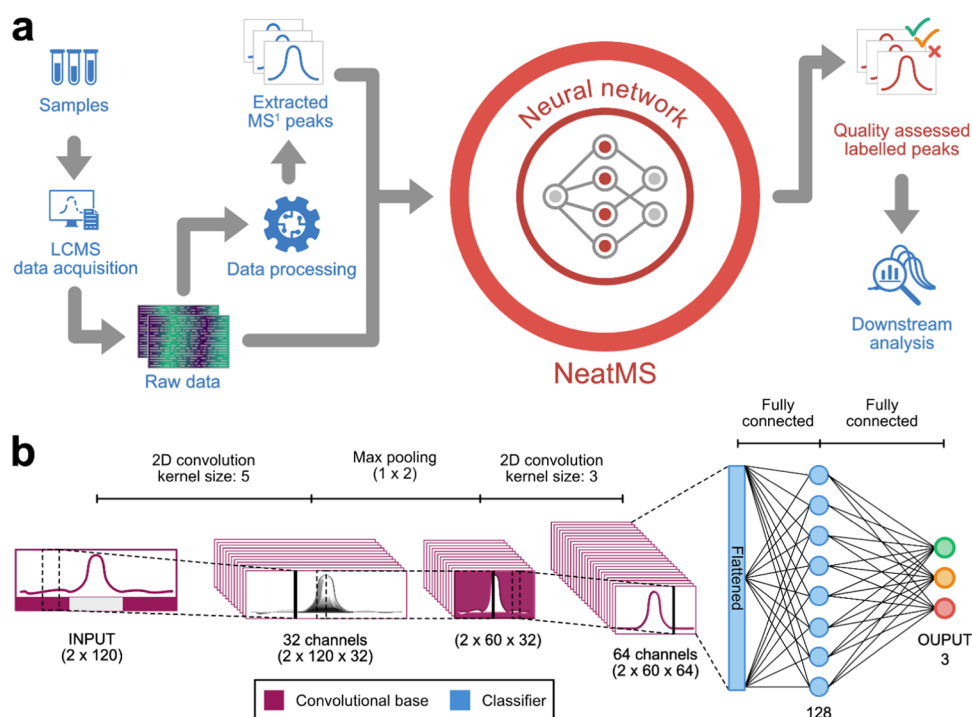 a
Samples
LCMS
data acquisition
Raw data
Data processing
Extracted
MS¹ peaks
Neural network
NeatMS
Quality assessed
labelled peaks
Downstream
analysis
b
2D convolution
kernel size: 5
Max pooling
(1 x 2)
2D convolution
kernel size: 3
Fully
connected
Fully
connected
INPUT
(2 x 120)
32 channels
(2 x 120 x 32)
(2 x 60 x 32)
64 channels
(2 x 60 x 64)
Flattened
128
OUPUT
3
Convolutional base
Classifier